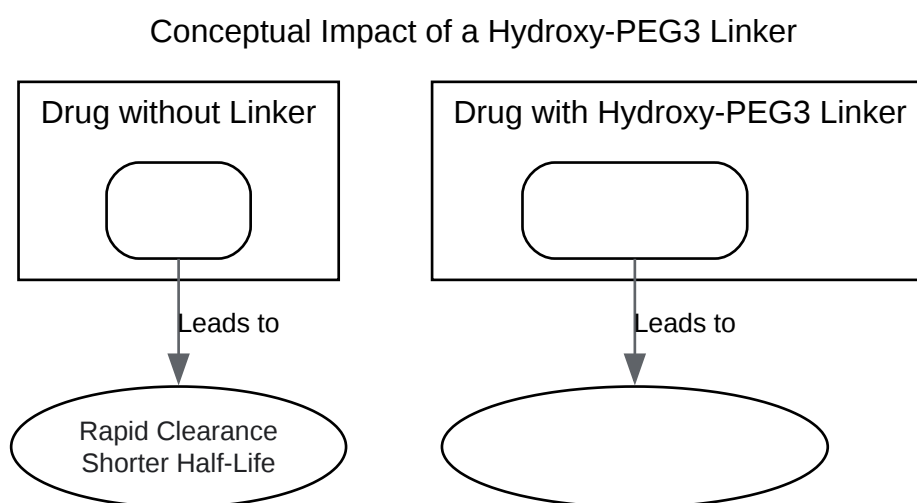 Conceptual Impact of a Hydroxy-PEG3 Linker
Drug without Linker
Drug with Hydroxy-PEG3 Linker
Leads to
Leads to
Rapid Clearance
Shorter Half-Life